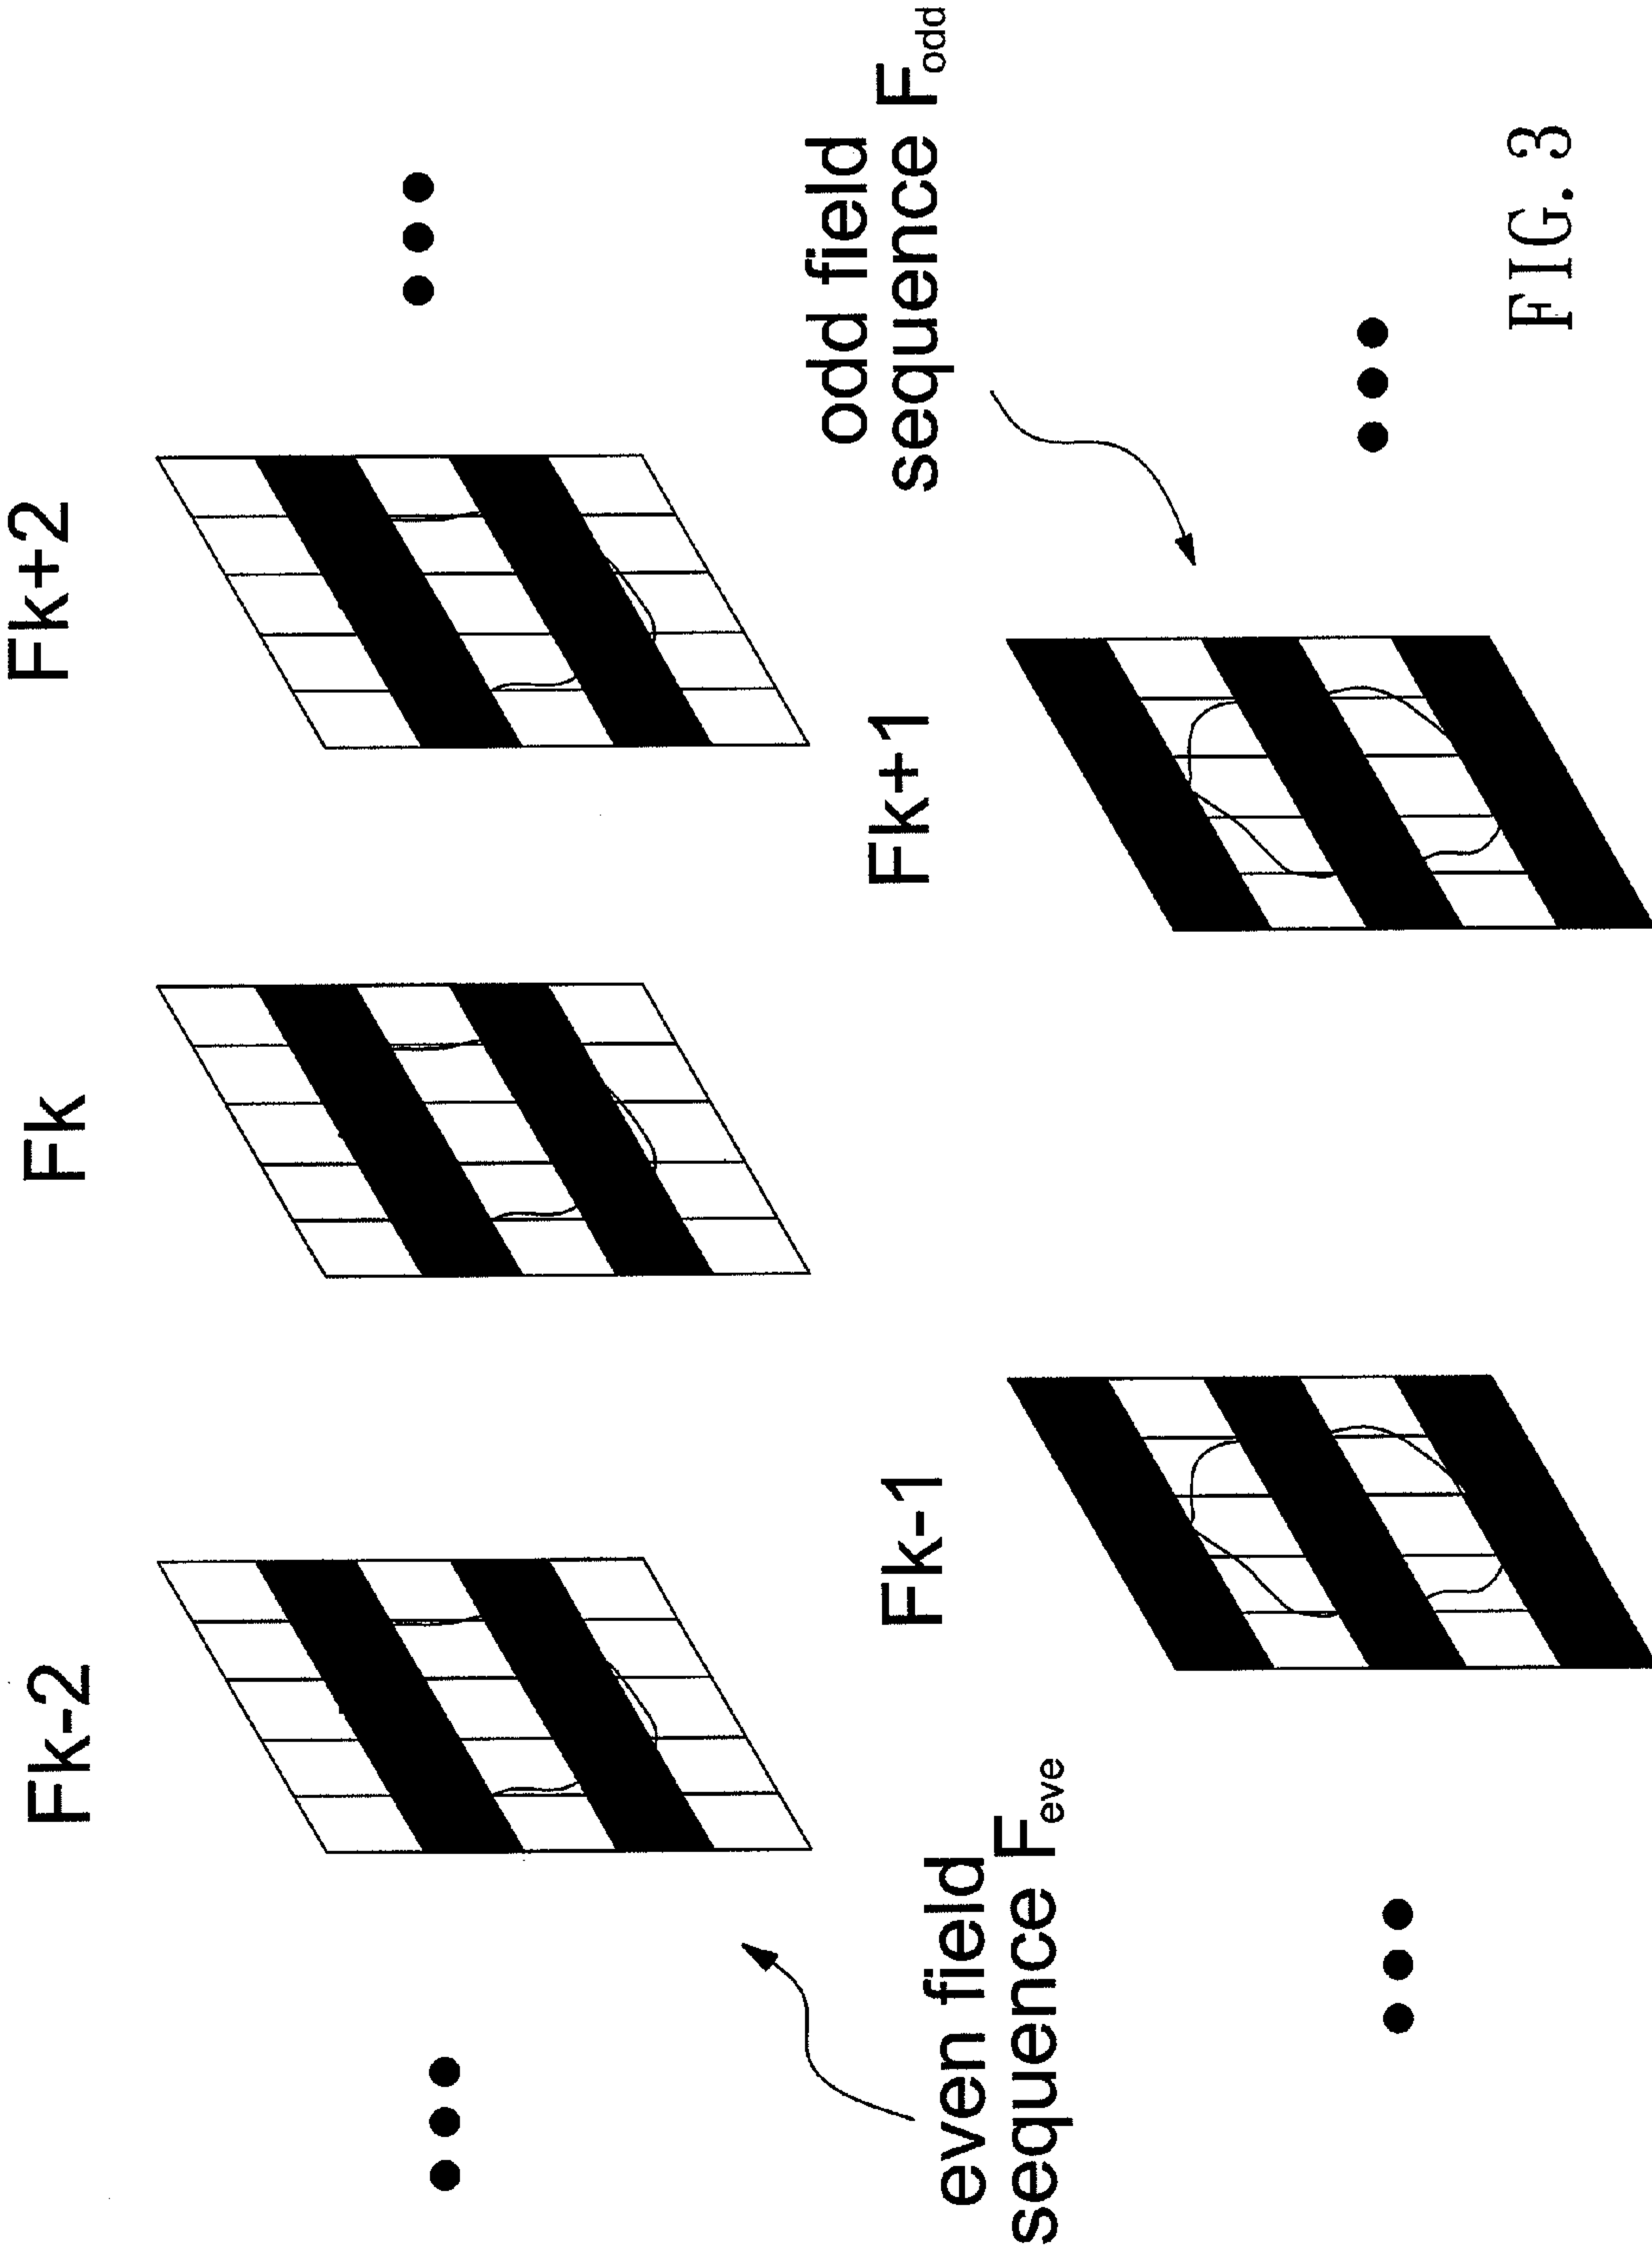 Fk-2
Fk
Fk+2
even field
sequence Feve
Fk-1
Fk+1
odd field
sequence Fodd
FIG. 3